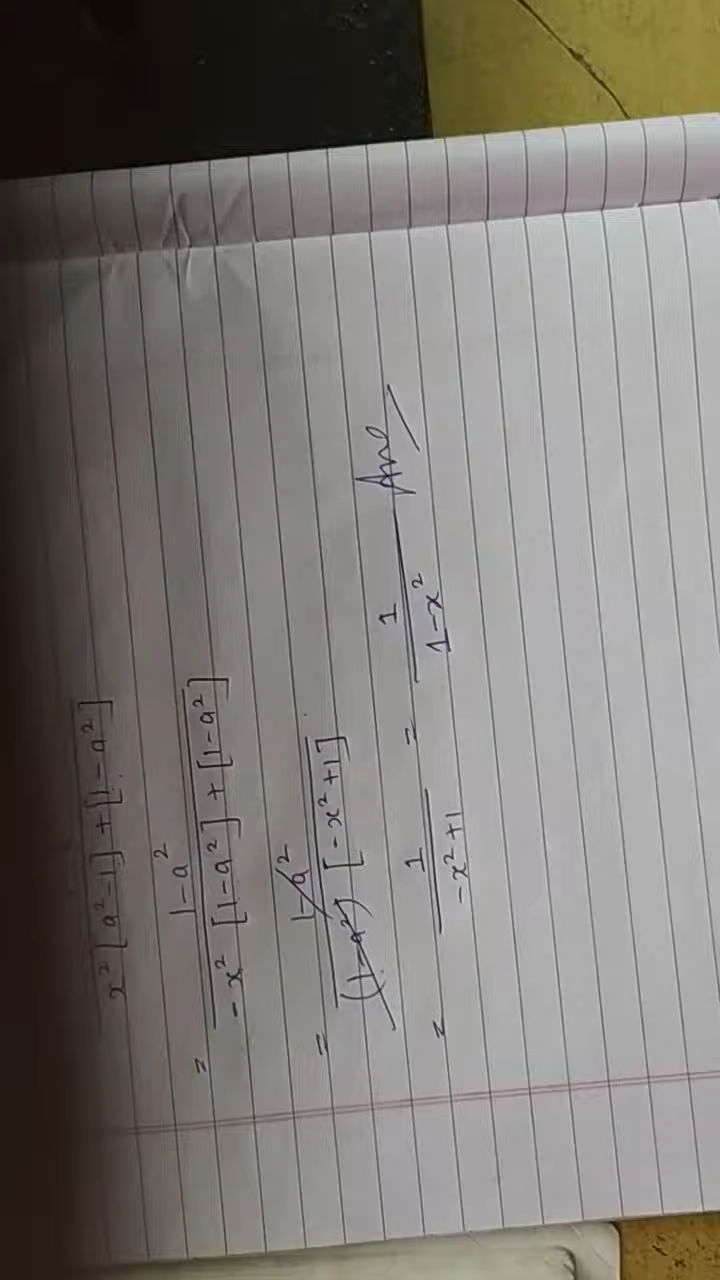 x² [a²-1] + [1-a²]
= 1-a² / -x² [1-a²] + [1-a²]
= 1-a² / (1-a²) [-x²+1]
= 1 / -x²+1 = 1 / 1-x² Ans